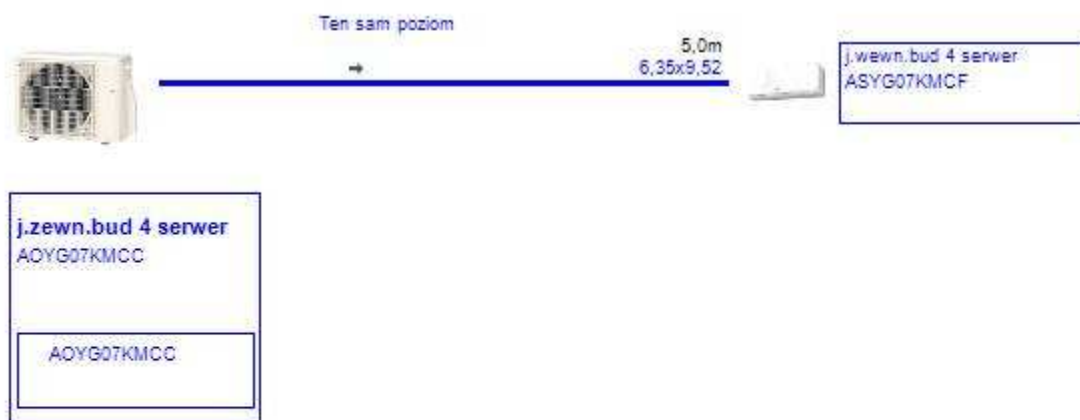 Ten sam poziom
5,0m
6,35x9,52
j.wewn.bud 4 serwer
ASYG07KMCF
j.zewn.bud 4 serwer
AOYG07KMCC
AOYG07KMCC